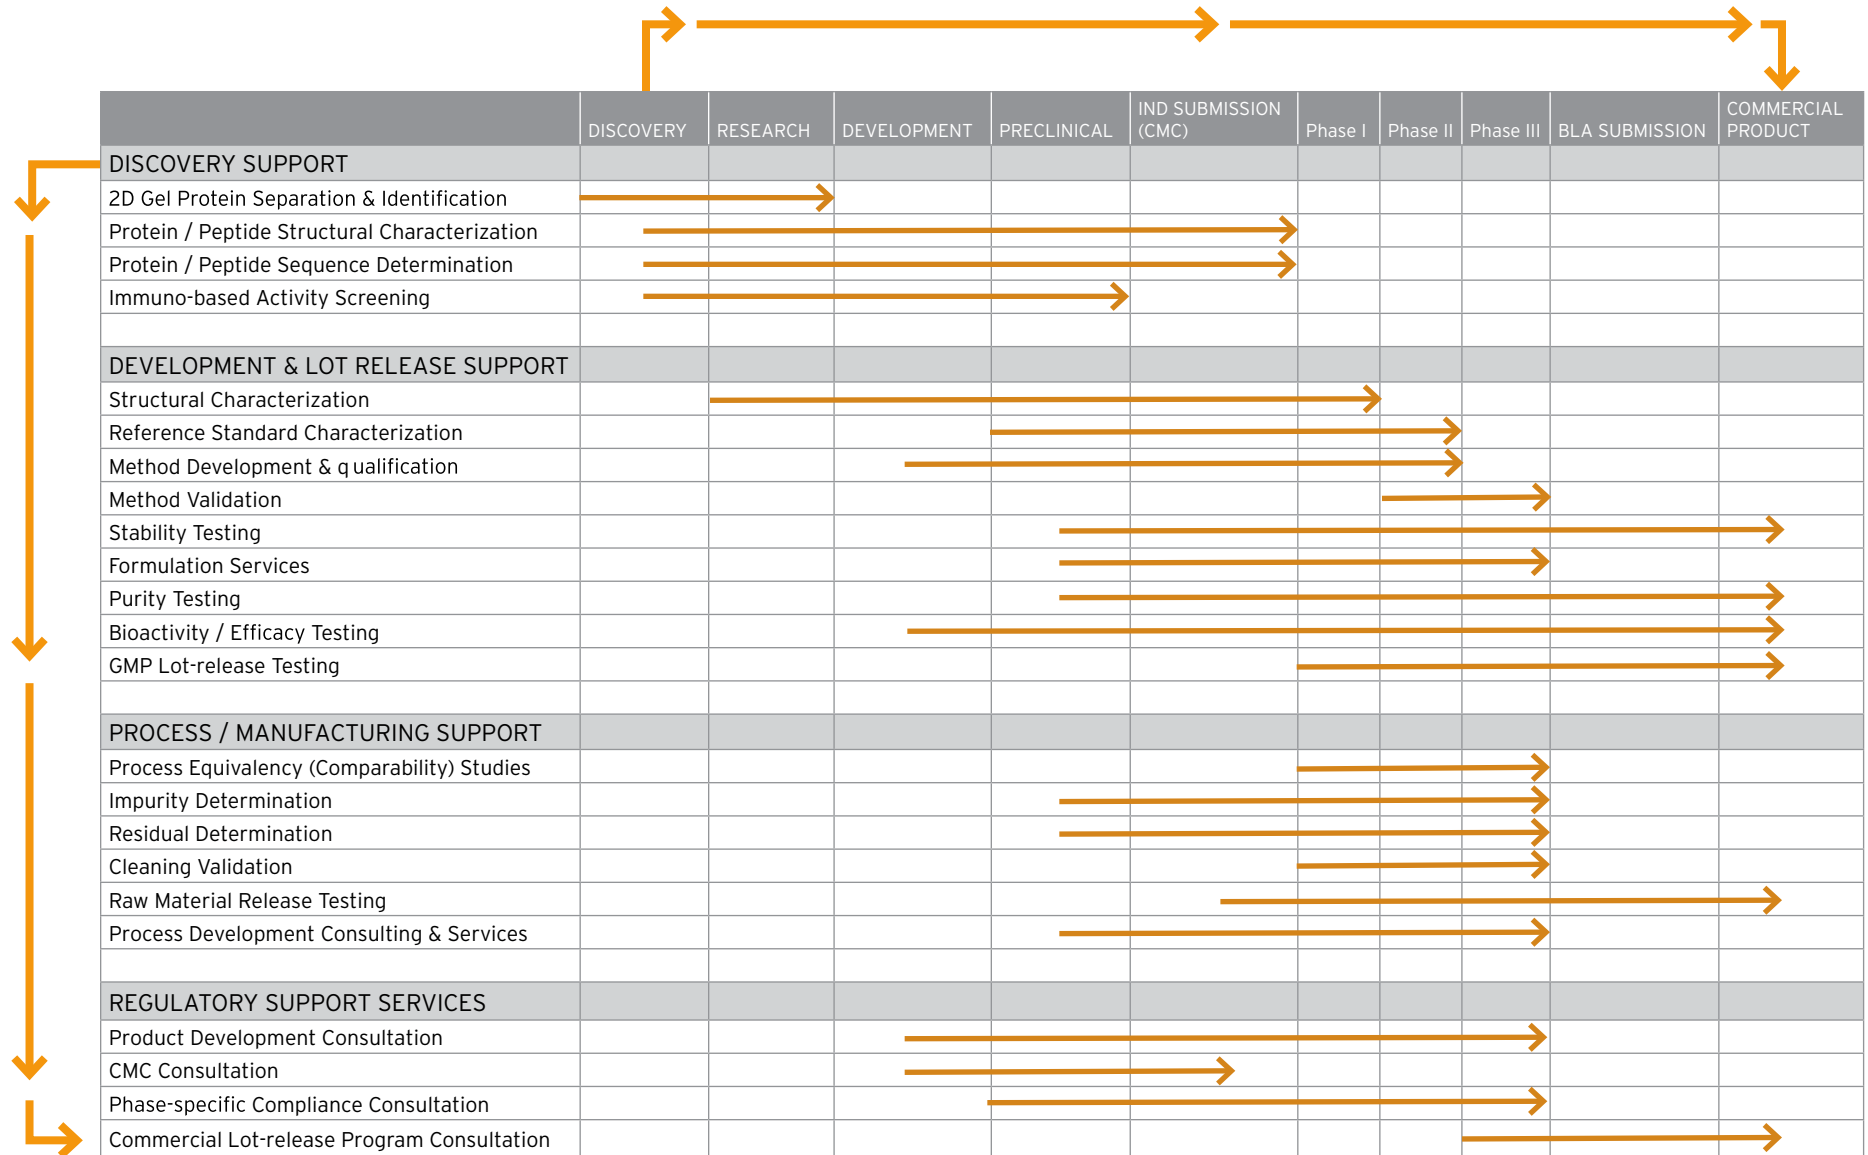 DISCOVERY RESEARCH DEVELOPMENT PRECLINICAL IND SUBMISSION (CMC) Phase I Phase II Phase III BLA SUBMISSION COMMERCIAL PRODUCT
DISCOVERY SUPPORT
2D Gel Protein Separation & Identification
Protein / Peptide Structural Characterization
Protein / Peptide Sequence Determination
Immuno-based Activity Screening
DEVELOPMENT & LOT RELEASE SUPPORT
Structural Characterization
Reference Standard Characterization
Method Development & q ualification
Method Validation
Stability Testing
Formulation Services
Purity Testing
Bioactivity / Efficacy Testing
GMP Lot-release Testing
PROCESS / MANUFACTURING SUPPORT
Process Equivalency (Comparability) Studies
Impurity Determination
Residual Determination
Cleaning Validation
Raw Material Release Testing
Process Development Consulting & Services
REGULATORY SUPPORT SERVICES
Product Development Consultation
CMC Consultation
Phase-specific Compliance Consultation
Commercial Lot-release Program Consultation